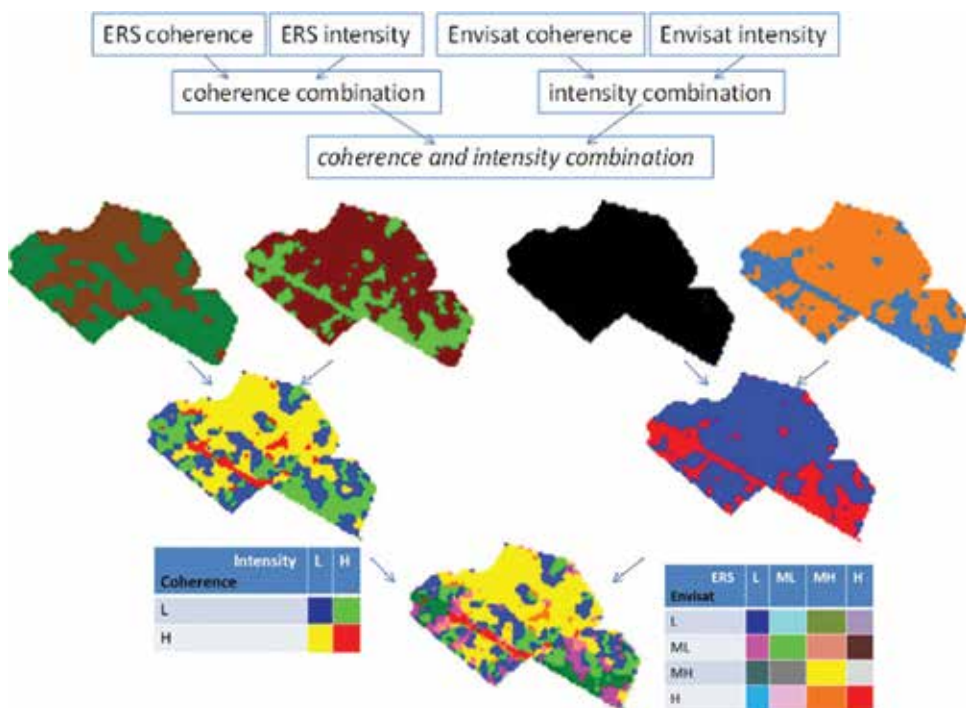 ERS coherence ERS intensity Envisat coherence Envisat intensity
coherence combination intensity combination
coherence and intensity combination
Intensity L H
Coherence
L
H
ERS L ML MH H
Envisat
L
ML
MH
H